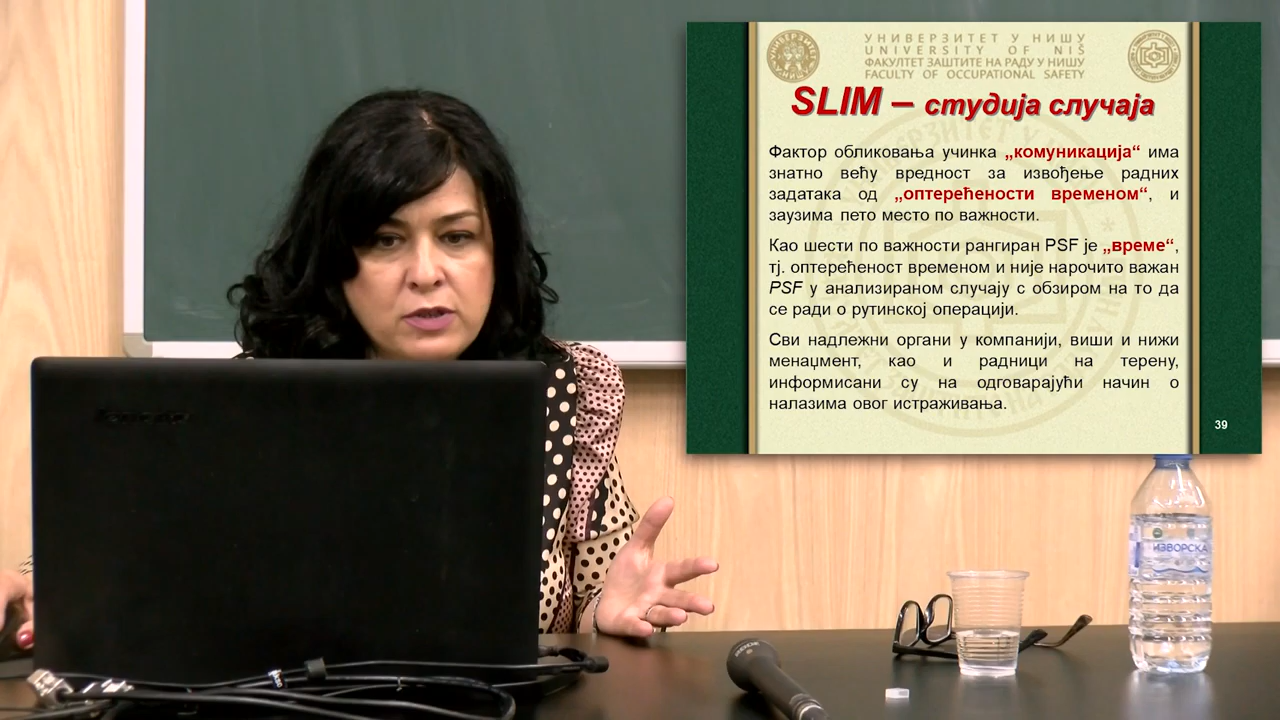 УНИВЕРЗИТЕТ У НИШУ
UNIVERSITY OF NIŠ
ФАКУЛТЕТ ЗАШТИТЕ НА РАДУ У НИШУ
FACULTY OF OCCUPATIONAL SAFETY
SLIM – студија случаја
Фактор обликовања учинка „комуникација“ има
знатно већу вредност за извођење радних
задатака од „оптерећености временом“, и
заузима пето место по важности.
Као шести по важности рангиран PSF је „време“,
тј. оптерећеност временом и није нарочито важан
PSF у анализираном случају с обзиром на то да
се ради о рутинској операцији.
Сви надлежни органи у компанији, виши и нижи
менаџмент, као и радници на терену,
информисани су на одговарајући начин о
налазима овог истраживања.
39
ИЗВОРСКА